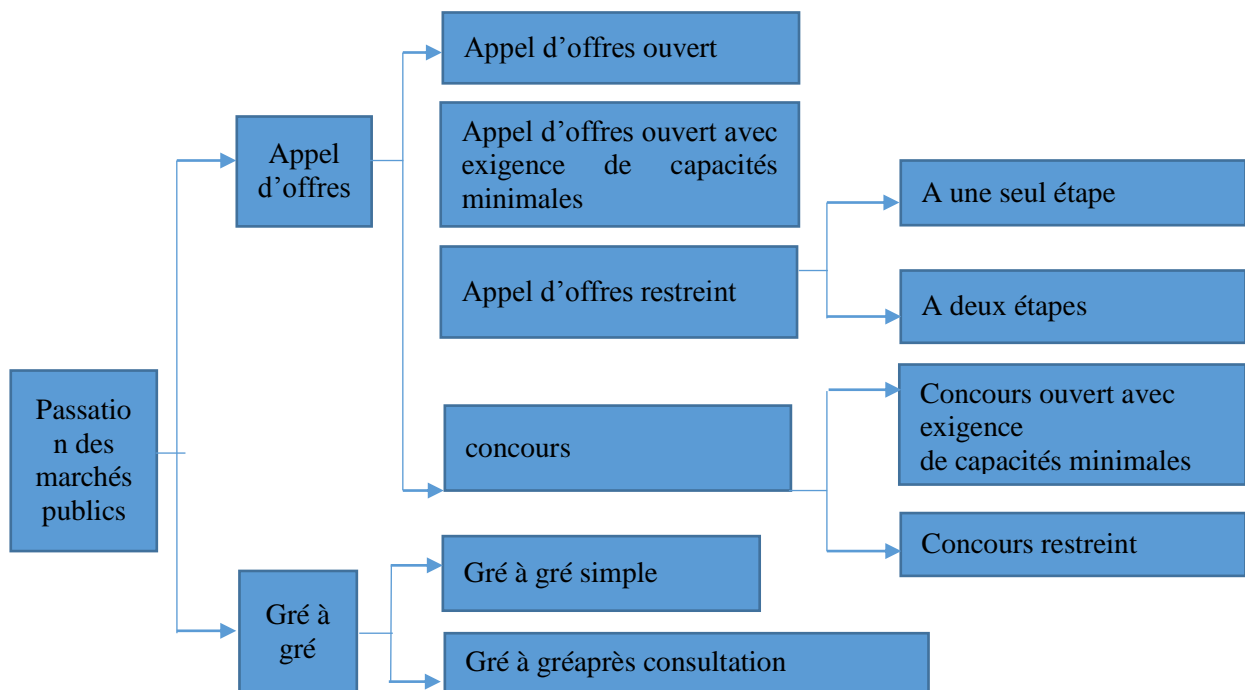 Appel d’offres ouvert
Appel
d’offres
Appel d’offres ouvert avec
exigence de capacités
minimales
A une seul étape
Appel d’offres restreint
A deux étapes
Passatio
n des
marchés
publics
concours
Concours ouvert avec
exigence
de capacités minimales
Concours restreint
Gré à
gré
Gré à gré simple
Gré à gréaprès consultation